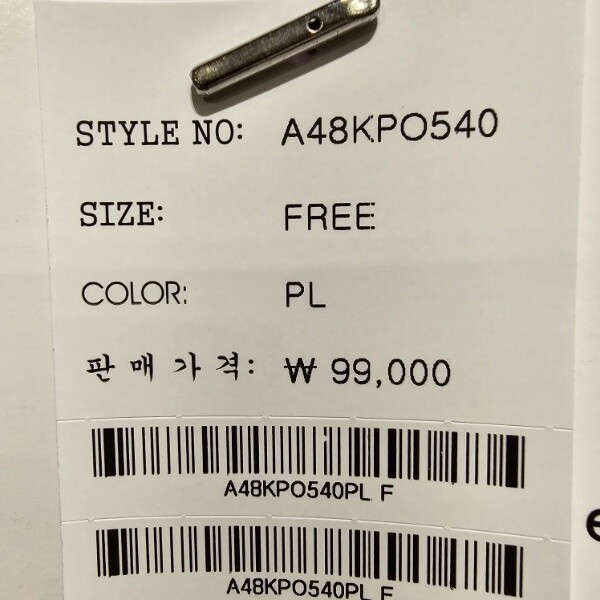 STYLE NO: A48KPO540
SIZE: FREE
COLOR: PL
판매가격: ₩ 99,000
A48KPO540PL F
A48KPO540PL F